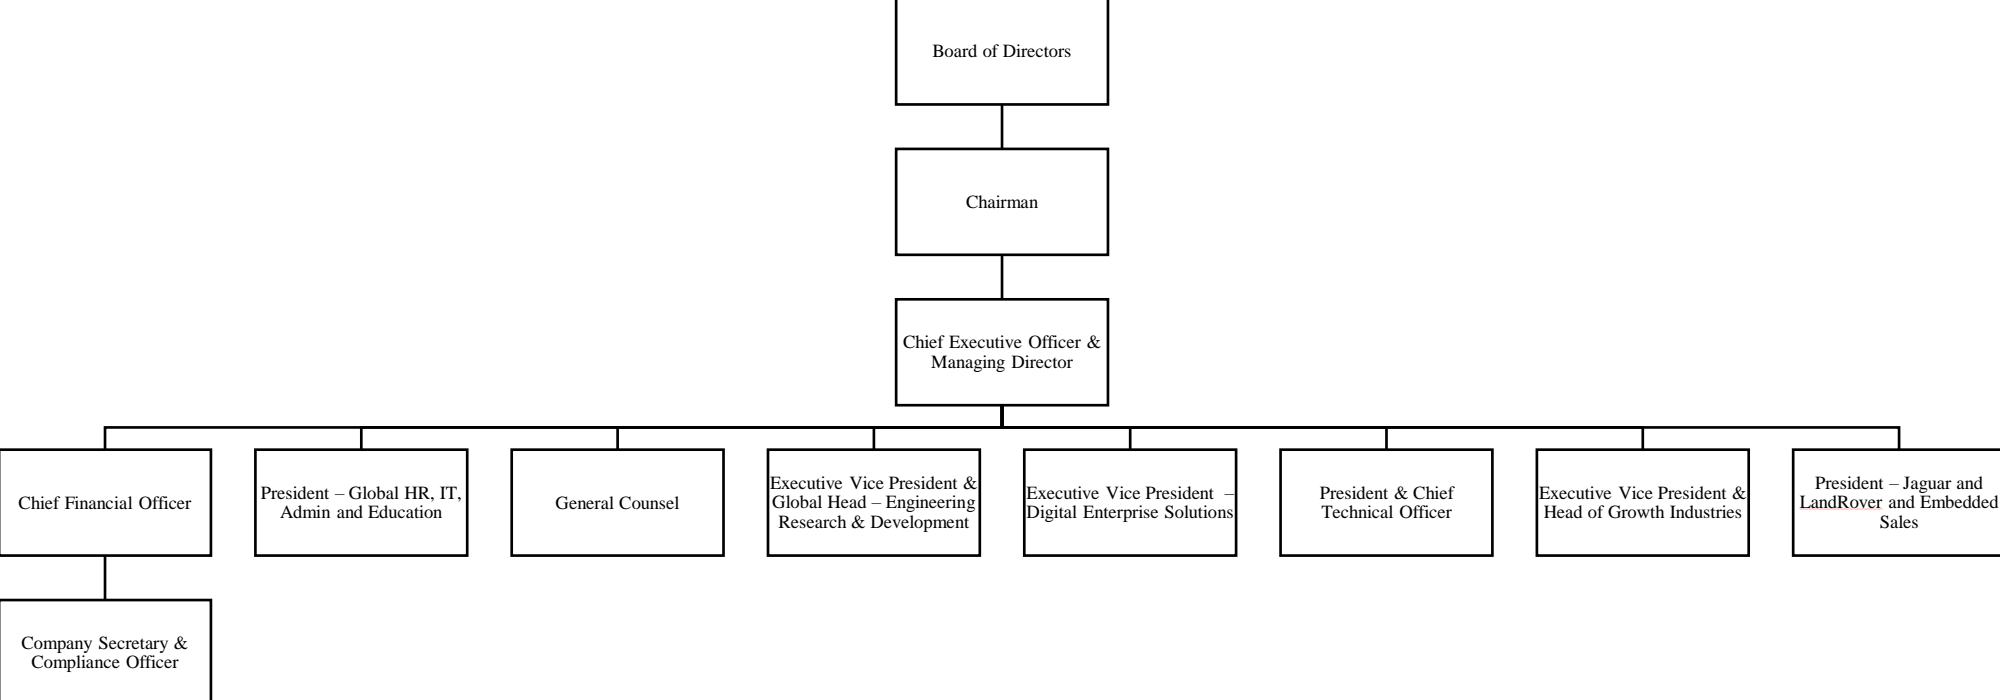 Board of Directors
Chairman
Chief Executive Officer &
Managing Director
Chief Financial Officer
President – Global HR, IT,
Admin and Education
General Counsel
Executive Vice President &
Global Head – Engineering
Research & Development
Executive Vice President –
Digital Enterprise Solutions
President & Chief
Technical Officer
Executive Vice President &
Head of Growth Industries
President – Jaguar and
LandRover and Embedded
Sales
Company Secretary &
Compliance Officer